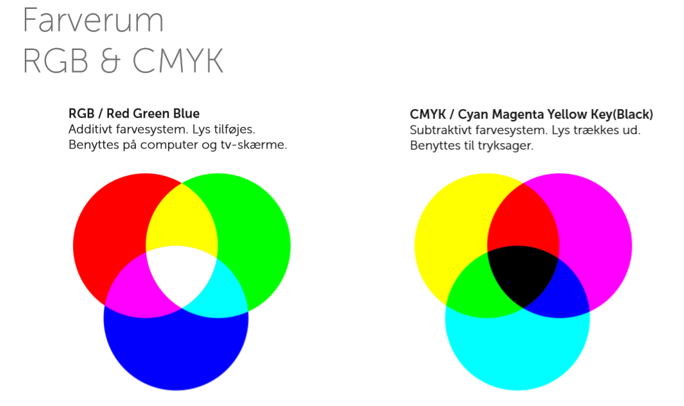 Farverum
RGB & CMYK
RGB / Red Green Blue
Additivt farvesystem. Lys tilføjes.
Benyttes på computer og tv-skærme.
CMYK / Cyan Magenta Yellow Key(Black)
Subtraktivt farvesystem. Lys trækkes ud.
Benyttes til tryksager.